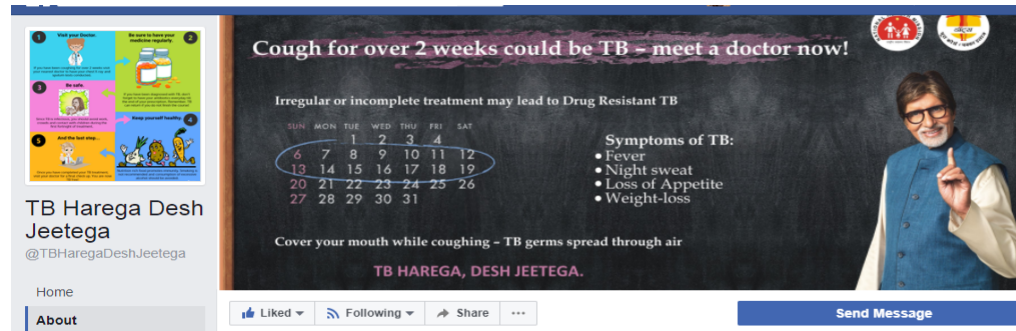 1
Visit your Doctor.
Be sure to have your
medicine regularly.
2
3
Be safe.
Keep yourself healthy.
4
5
And the last step...
TB Harega Desh
Jeetega
@TBHaregaDeshJeetega
Home
About
Cough for over 2 weeks could be TB – meet a doctor now!
Irregular or incomplete treatment may lead to Drug Resistant TB
SUN MON TUE WED THU FRI SAT
1 2 3 4
6 7 8 9 10 11 12
13 14 15 16 17 18 19
20 21 22 23 24 25 26
27 28 29 30 31
Symptoms of TB:
• Fever
• Night sweat
• Loss of Appetite
• Weight-loss
Cover your mouth while coughing – TB germs spread through air
TB HAREGA, DESH JEETEGA.
Liked
Following
Share
Send Message